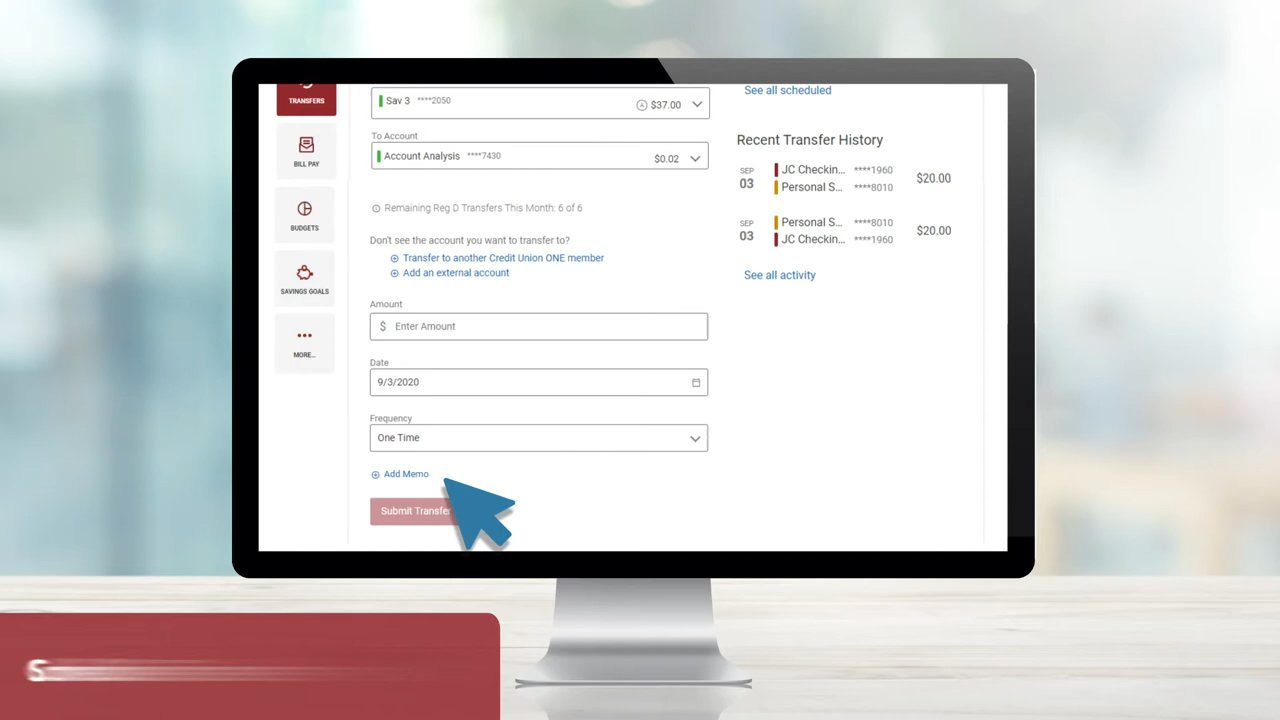 TRANSFERS
BILL PAY
BUDGETS
SAVINGS GOALS
MORE...
Sav 3 ****2050 $37.00
To Account
Account Analysis ****7430 $0.02
Remaining Reg D Transfers This Month: 6 of 6
Don't see the account you want to transfer to?
Transfer to another Credit Union ONE member
Add an external account
Amount
$ Enter Amount
Date
9/3/2020
Frequency
One Time
Add Memo
Submit Transfer
See all scheduled
Recent Transfer History
SEP
03
JC Checkin... ****1960
Personal S... ****8010
$20.00
SEP
03
Personal S... ****8010
JC Checkin... ****1960
$20.00
See all activity
S